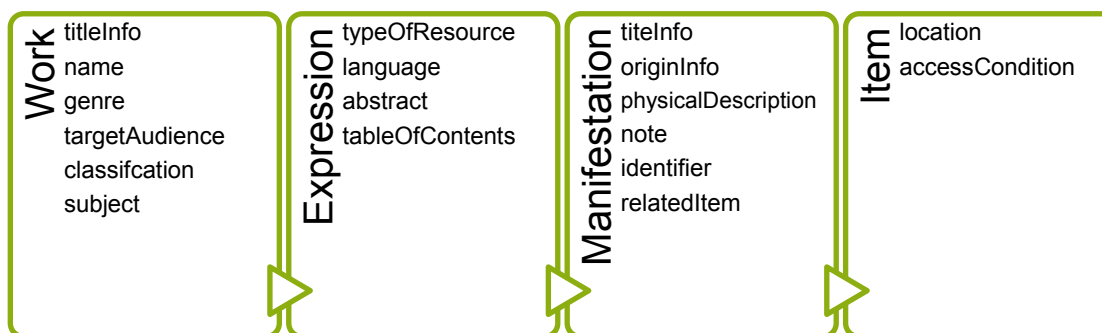 Work
titleInfo
name
genre
targetAudience
classifcation
subject
Expression
typeOfResource
language
abstract
tableOfContents
Manifestation
titeInfo
originInfo
physicalDescription
note
identifier
relatedItem
Item
location
accessCondition